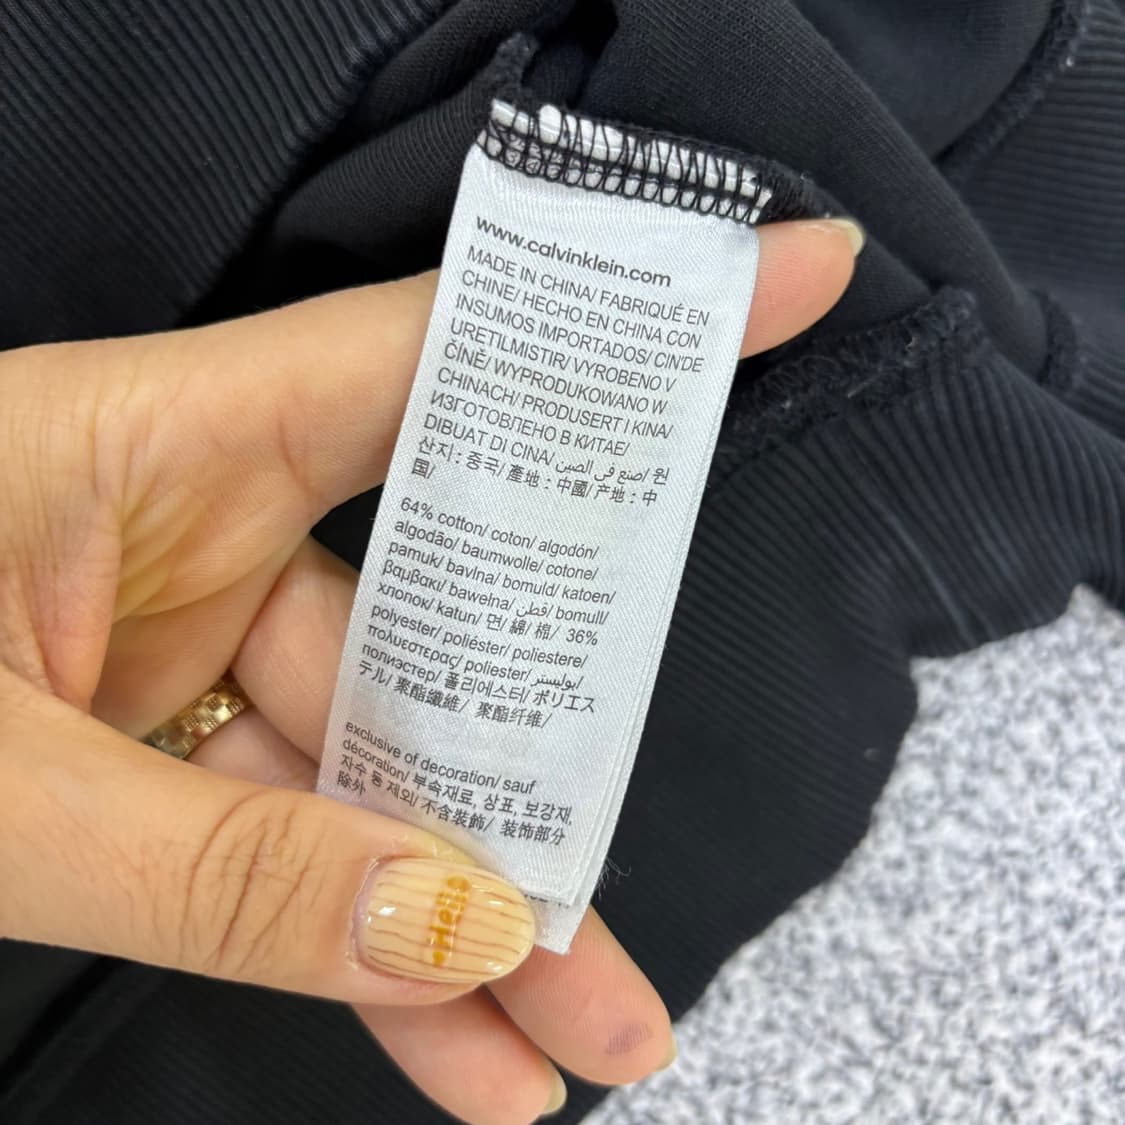 www.calvinklein.com
MADE IN CHINA/ FABRIQUÉ EN
CHINE/ HECHO EN CHINA CON
INSUMOS IMPORTADOS/ CIN'DE
URETILMISTIR/ VYROBENO V
ČÍNĚ/ WYPRODUKOWANO W
CHINACH/ PRODUSERT I KINA/
ИЗГОТОВЛЕНО В КИТАЕ/
DIBUAT DI CINA/ صنع في الصين/ 원
산지 : 중국/ 產地 : 中國/ 产地 : 中
国/
64% cotton/ coton/ algodón/
algodão/ baumwolle/ cotone/
pamuk/ bavlna/ bomuld/ katoen/
βαμβακι/ bawełna/ قطن/ bomull/
хлопок/ katun/ 면/ 綿/ 棉/ 36%
polyester/ poliéster/ poliestere/
πολυεστερας/ poliester/ بوليستر/
полиэстер/ 폴리에스터/ ポリエス
テル/ 聚酯纖維/ 聚酯纤维/
exclusive of decoration/ sauf
décoration/ 부속재료, 상표, 보강재,
자수 등 제외/ 不含裝飾/ 装饰部分
除外
Hello